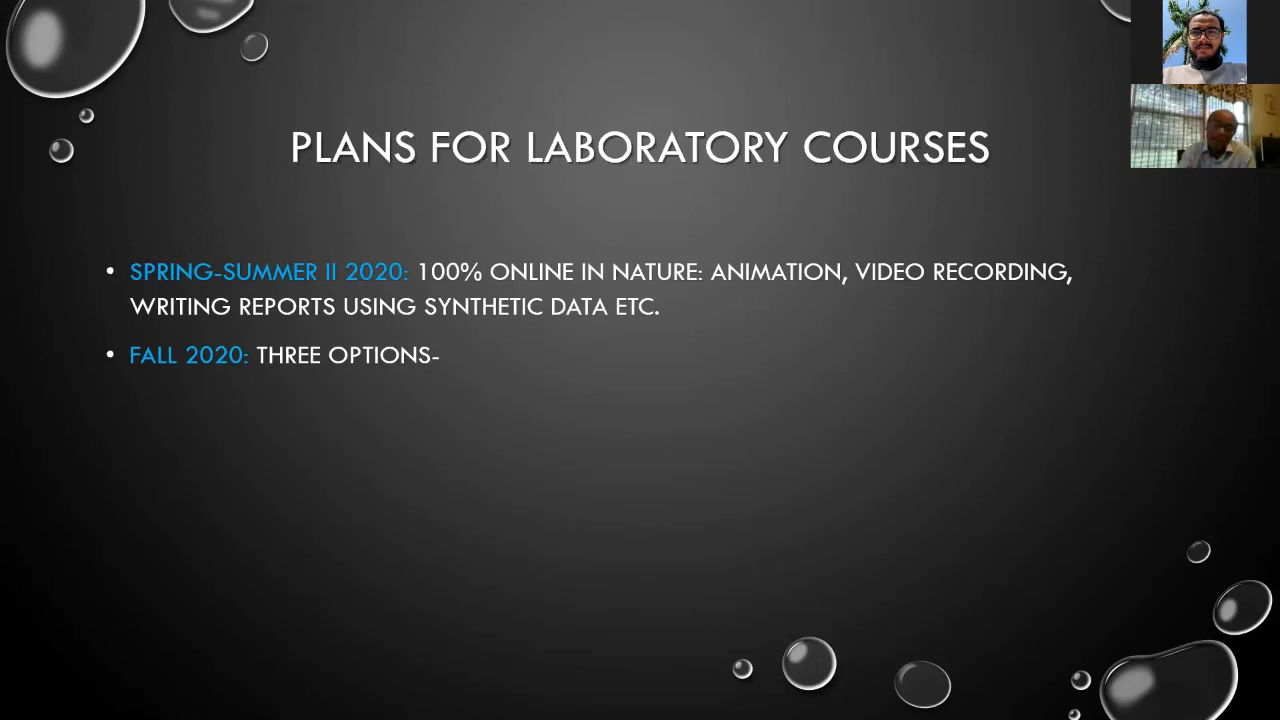 PLANS FOR LABORATORY COURSES
• SPRING-SUMMER II 2020: 100% ONLINE IN NATURE: ANIMATION, VIDEO RECORDING,
WRITING REPORTS USING SYNTHETIC DATA ETC.
• FALL 2020: THREE OPTIONS-